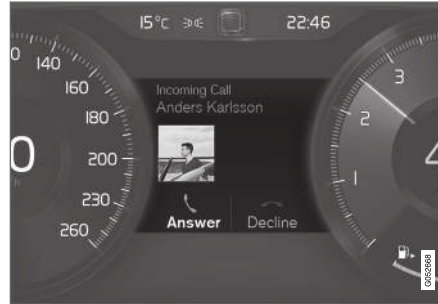 15°C 22:46
0
140
160
180
200
230
260
0
h
Incoming Call
Anders Karlsson
Answer Decline
3
2
1
4
G052668